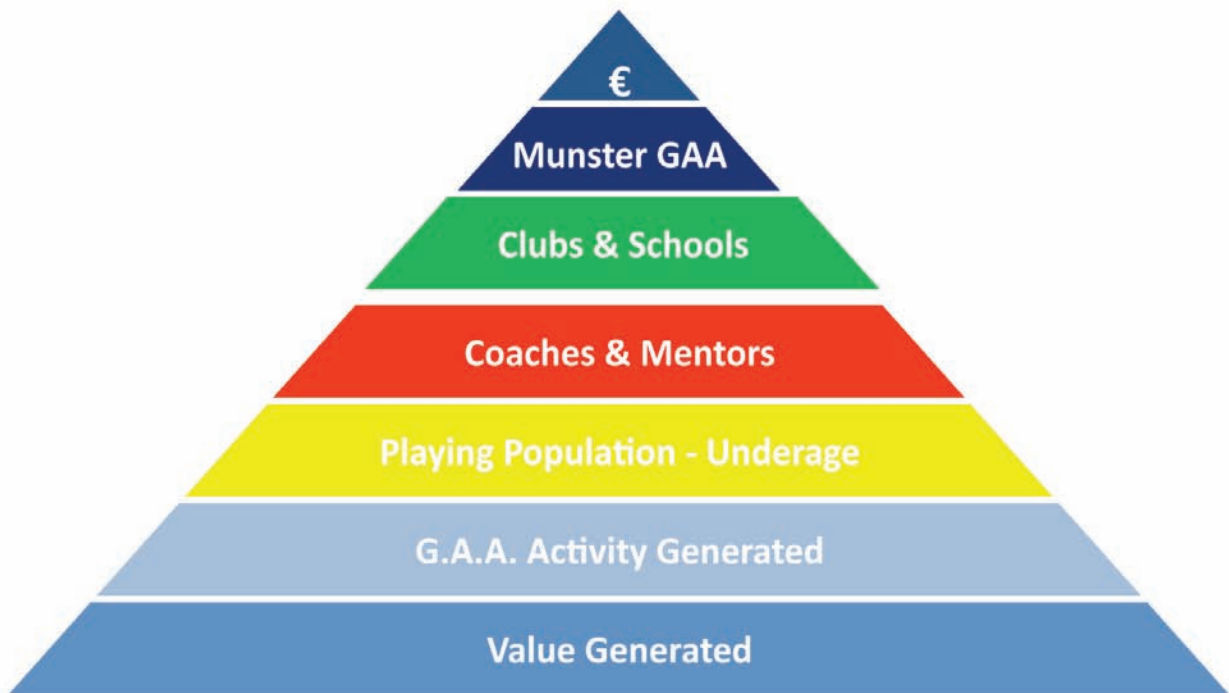 €
Munster GAA
Clubs & Schools
Coaches & Mentors
Playing Population - Underage
G.A.A. Activity Generated
Value Generated